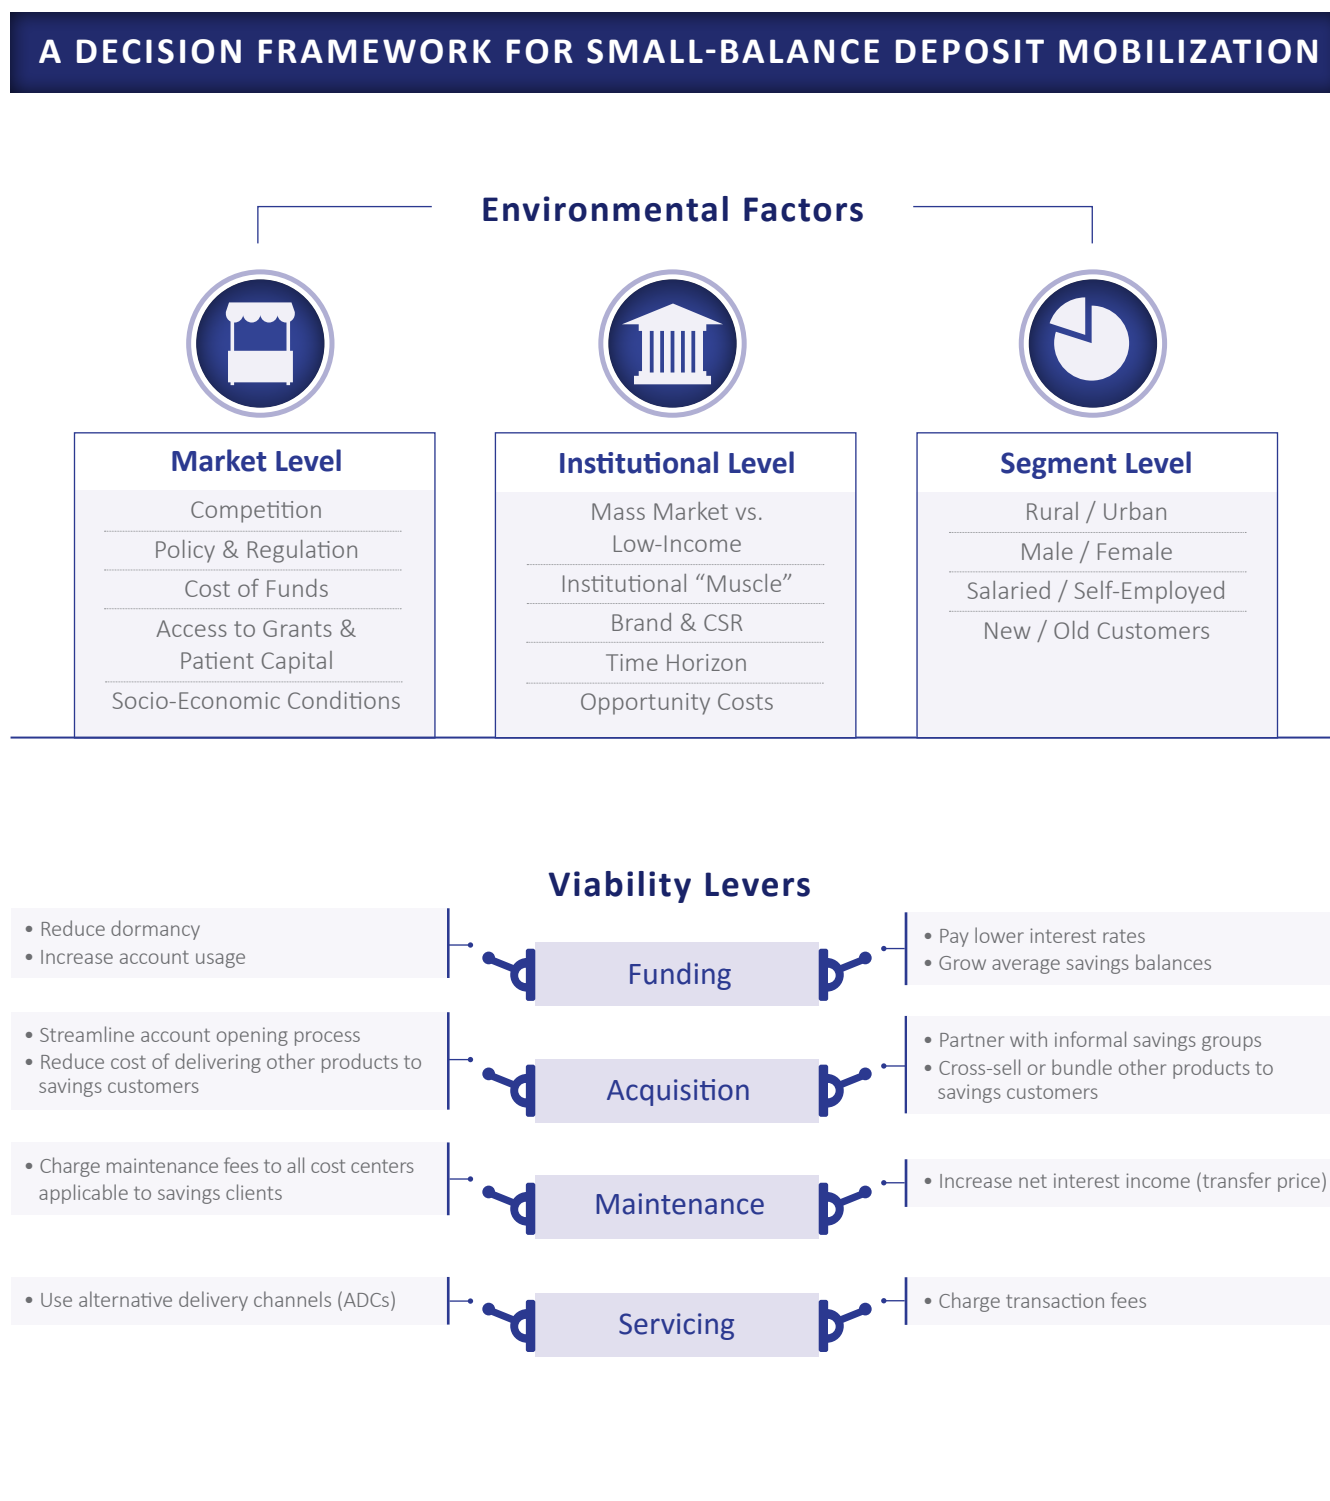 A DECISION FRAMEWORK FOR SMALL-BALANCE DEPOSIT MOBILIZATION
Environmental Factors
Market Level
Competition
Policy & Regulation
Cost of Funds
Access to Grants &
Patient Capital
Socio-Economic Conditions
Institutional Level
Mass Market vs.
Low-Income
Institutional “Muscle”
Brand & CSR
Time Horizon
Opportunity Costs
Segment Level
Rural / Urban
Male / Female
Salaried / Self-Employed
New / Old Customers
Viability Levers
• Reduce dormancy
• Increase account usage
Funding
• Pay lower interest rates
• Grow average savings balances
• Streamline account opening process
• Reduce cost of delivering other products to
savings customers
Acquisition
• Partner with informal savings groups
• Cross-sell or bundle other products to
savings customers
• Charge maintenance fees to all cost centers
applicable to savings clients
Maintenance
• Increase net interest income (transfer price)
• Use alternative delivery channels (ADCs)
Servicing
• Charge transaction fees